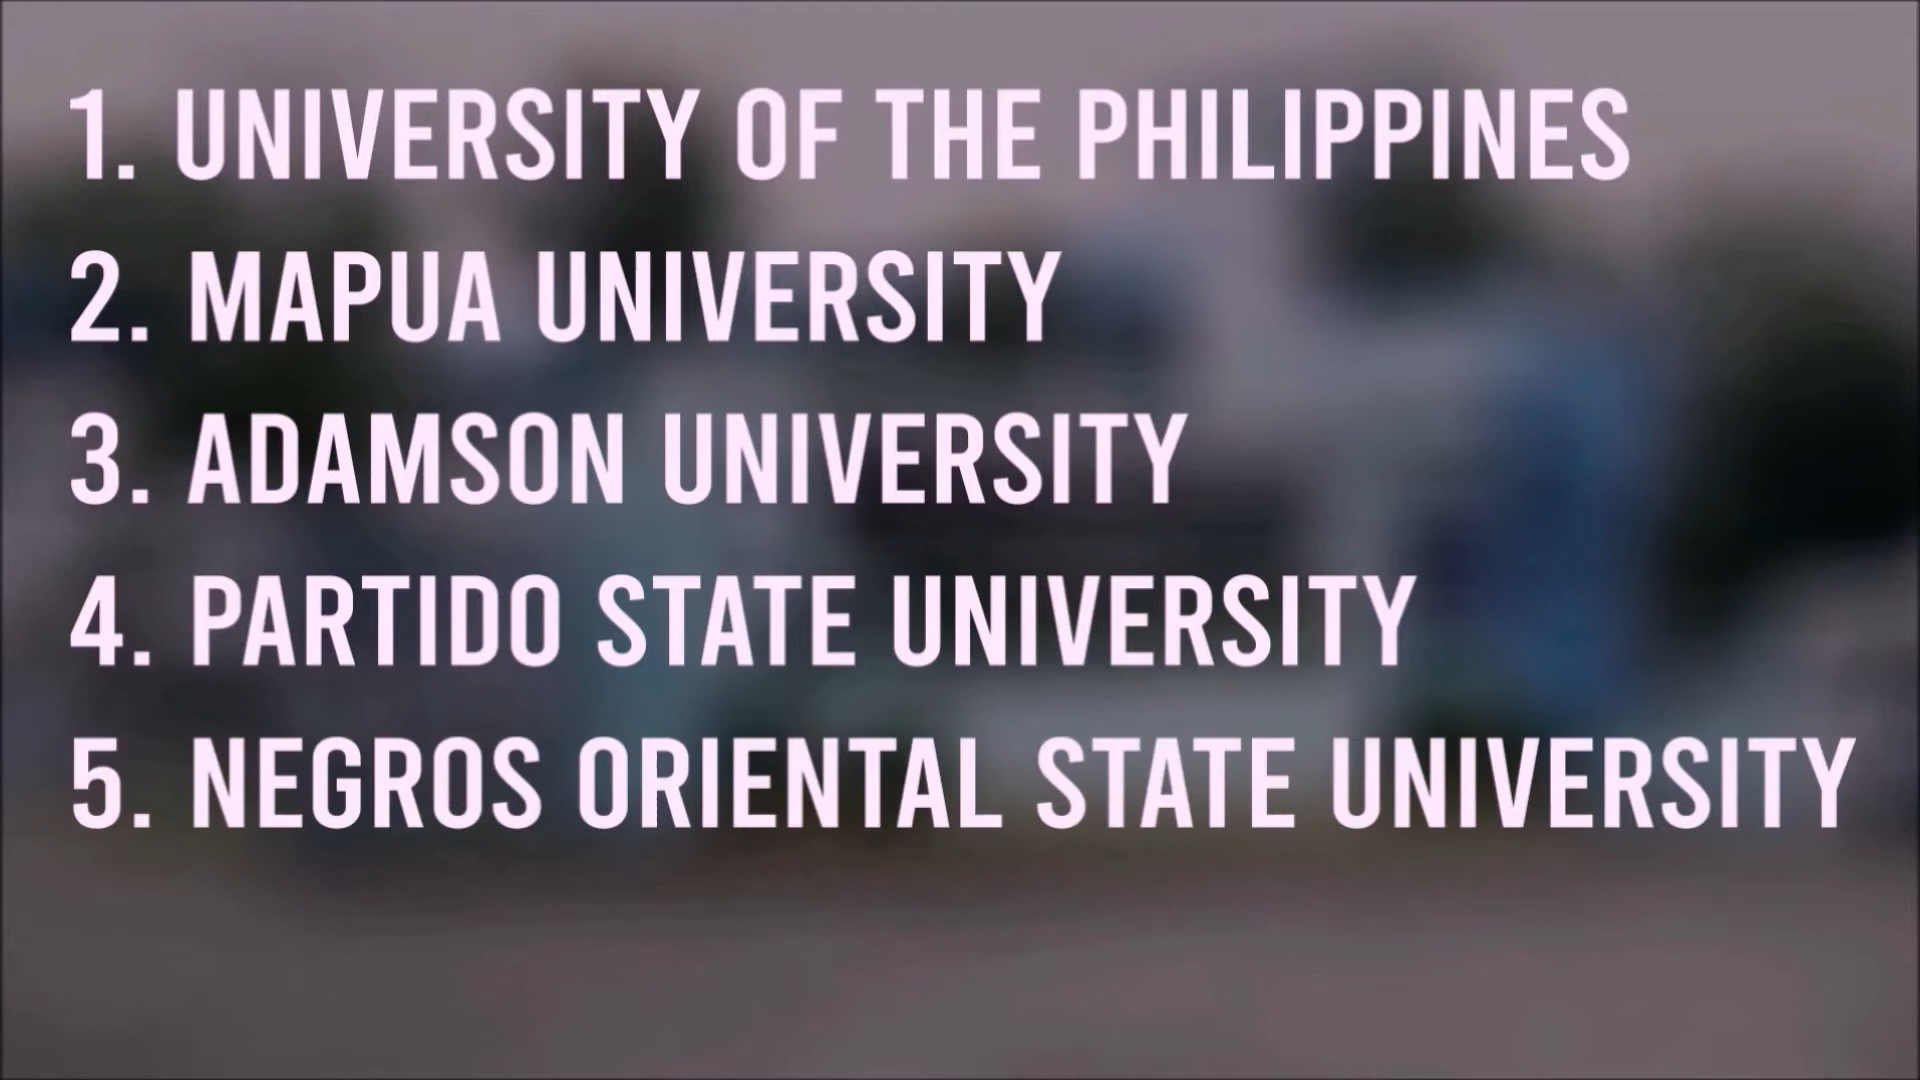 1. UNIVERSITY OF THE PHILIPPINES
2. MAPUA UNIVERSITY
3. ADAMSON UNIVERSITY
4. PARTIDO STATE UNIVERSITY
5. NEGROS ORIENTAL STATE UNIVERSITY